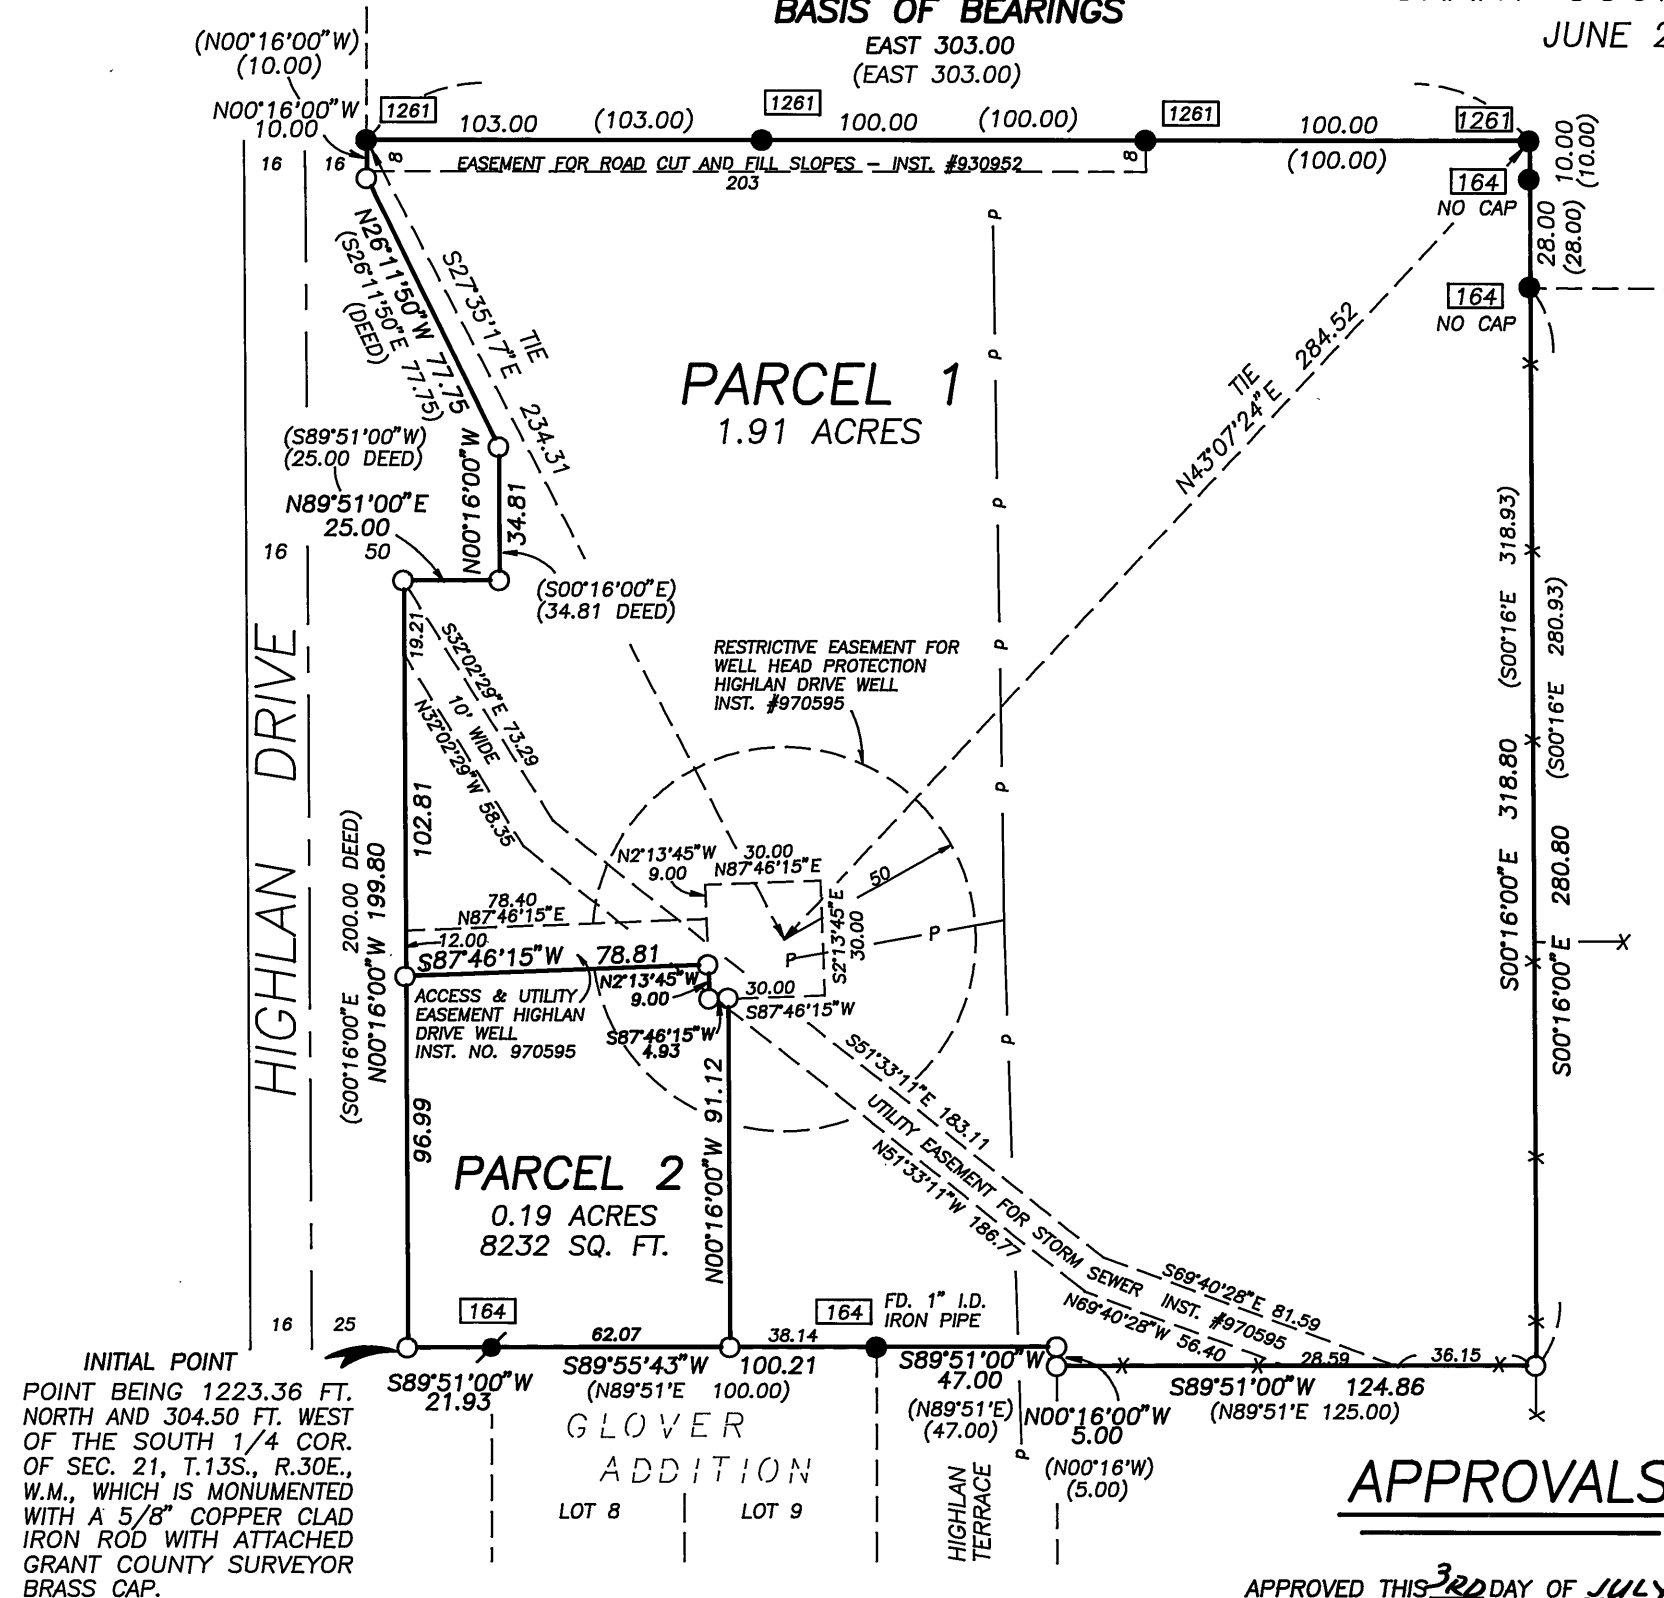 BASIS OF BEARINGS
EAST 303.00
(EAST 303.00)
JUNE 2
(N00°16'00"W)
(10.00)
N00°16'00"W
10.00
1261
103.00
(103.00)
1261
100.00
(100.00)
1261
100.00
(100.00)
1261
10.00
(10.00)
16
16
8
EASEMENT FOR ROAD CUT AND FILL SLOPES – INST. #930952
203
8
164
NO CAP
28.00
(28.00)
164
NO CAP
N26°11'50"W 77.75
(S26°11'50"E 77.75)
(DEED)
S27°35'17"E 234.31
TIE
PARCEL 1
1.91 ACRES
P
P
P
P
P
P
P
TIE
N43°07'24"E 284.52
(S89°51'00"W)
(25.00 DEED)
N89°51'00"E
25.00
N00°16'00"W
34.81
(S00°16'00"E)
(34.81 DEED)
16
50
HIGHLAN DRIVE
19.21
S32°02'29"E 73.29
10' WIDE
N32°02'29"W 58.35
102.81
RESTRICTIVE EASEMENT FOR
WELL HEAD PROTECTION
HIGHLAN DRIVE WELL
INST. #970595
(S00°16'E 318.93)
(S00°16'E 280.93)
S00°16'00"E 318.80
S00°16'00"E 280.80
(S00°16'00"E 200.00 DEED)
N00°16'00"W 199.80
N2°13'45"W
9.00
30.00
N87°46'15"E
50
78.40
N87°46'15"E
12.00
S87°46'15"W 78.81
S2°13'45"E
30.00
P
P
N2°13'45"W
9.00
30.00
S87°46'15"W
S87°46'15"W
4.93
ACCESS & UTILITY
EASEMENT HIGHLAN
DRIVE WELL
INST. NO. 970595
96.99
N00°16'00"W 91.12
PARCEL 2
0.19 ACRES
8232 SQ. FT.
S51°33'11"E 183.11
UTILITY EASEMENT FOR STORM SEWER INST. #970595
N51°33'11"W 186.77
S69°40'28"E 81.59
N69°40'28"W 56.40
28.59
36.15
16
25
164
62.07
38.14
164
FD. 1" I.D.
IRON PIPE
S89°51'00"W
21.93
S89°55'43"W 100.21
(N89°51'E 100.00)
S89°51'00"W
47.00
(N89°51'E)
(47.00)
N00°16'00"W
5.00
(N00°16'W)
(5.00)
S89°51'00"W 124.86
(N89°51'E 125.00)
P
GLOVER
ADDITION
LOT 8
LOT 9
HIGHLAN
TERRACE
INITIAL POINT
POINT BEING 1223.36 FT.
NORTH AND 304.50 FT. WEST
OF THE SOUTH 1/4 COR.
OF SEC. 21, T.13S., R.30E.,
W.M., WHICH IS MONUMENTED
WITH A 5/8" COPPER CLAD
IRON ROD WITH ATTACHED
GRANT COUNTY SURVEYOR
BRASS CAP.
APPROVALS
APPROVED THIS 3RD DAY OF JULY